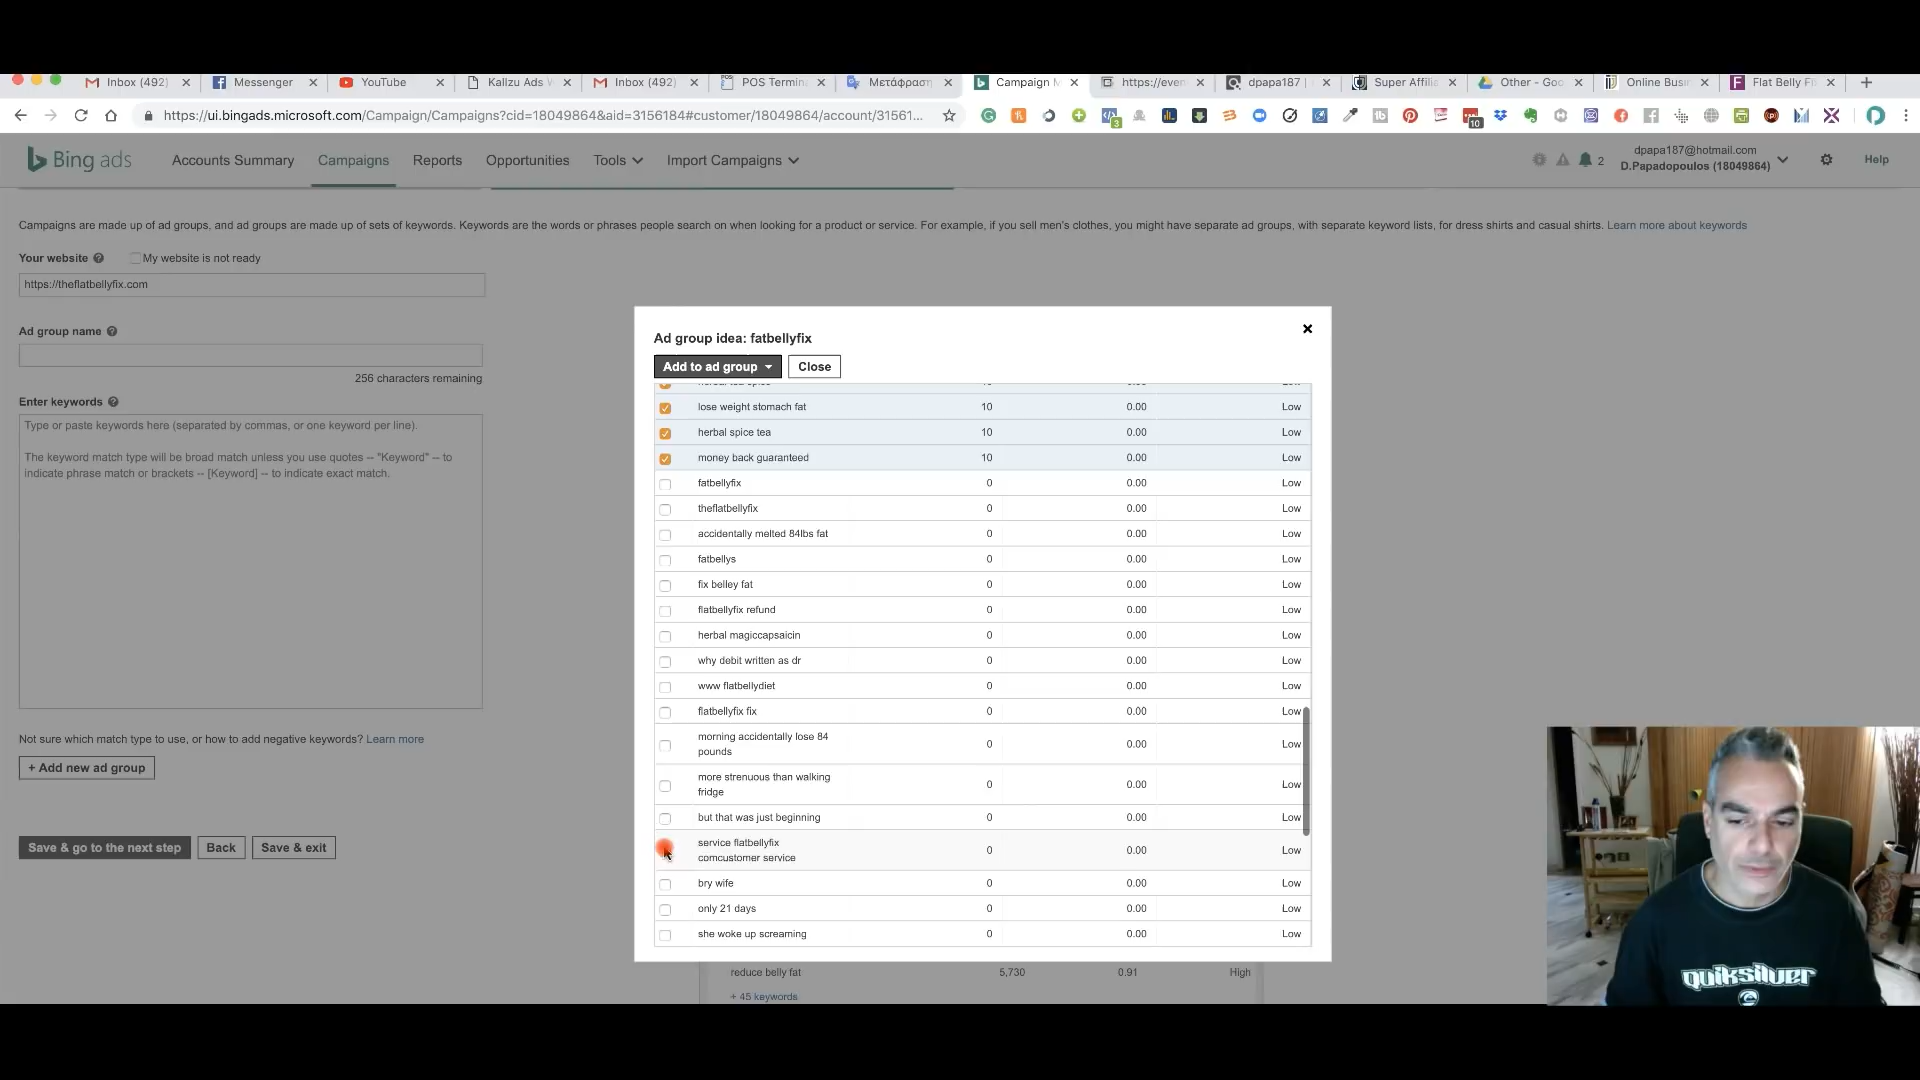 Inbox (492)
Messenger
YouTube
Kalizu Ads
Inbox (492)
POS Termin
Μετάφραση
Campaign M
https://even
dpapa187 |
Super Affilia
Other - Goo
Online Busi
Flat Belly Fi
https://ui.bingads.microsoft.com/Campaign/Campaigns?cid=18049864&aid=3156184#customer/18049864/account/31561...
3
10
Bing ads
Accounts Summary
Campaigns
Reports
Opportunities
Tools
Import Campaigns
2
dpapa187@hotmail.com
D.Papadopoulos (18049864)
Help
Campaigns are made up of ad groups, and ad groups are made up of sets of keywords. Keywords are the words or phrases people search on when looking for a product or service. For example, if you sell men's clothes, you might have separate ad groups, with separate keyword lists, for dress shirts and casual shirts. Learn more about keywords
Your website
My website is not ready
https://theflatbellyfix.com
Ad group name
256 characters remaining
Enter keywords
Type or paste keywords here (separated by commas, or one keyword per line).
The keyword match type will be broad match unless you use quotes -- "Keyword" -- to
indicate phrase match or brackets -- [Keyword] -- to indicate exact match.
Not sure which match type to use, or how to add negative keywords? Learn more
+ Add new ad group
Save & go to the next step
Back
Save & exit
Ad group idea: fatbellyfix
Add to ad group
Close
lose weight stomach fat 10 0.00 Low
herbal spice tea 10 0.00 Low
money back guaranteed 10 0.00 Low
fatbellyfix 0 0.00 Low
theflatbellyfix 0 0.00 Low
accidentally melted 84lbs fat 0 0.00 Low
fatbellys 0 0.00 Low
fix belley fat 0 0.00 Low
flatbellyfix refund 0 0.00 Low
herbal magiccapsaicin 0 0.00 Low
why debit written as dr 0 0.00 Low
www flatbellydiet 0 0.00 Low
flatbellyfix fix 0 0.00 Low
morning accidentally lose 84
pounds 0 0.00 Low
more strenuous than walking
fridge 0 0.00 Low
but that was just beginning 0 0.00 Low
service flatbellyfix
comcustomer service 0 0.00 Low
bry wife 0 0.00 Low
only 21 days 0 0.00 Low
she woke up screaming 0 0.00 Low
reduce belly fat 5,730 0.91 High
+ 45 keywords
quiksilver